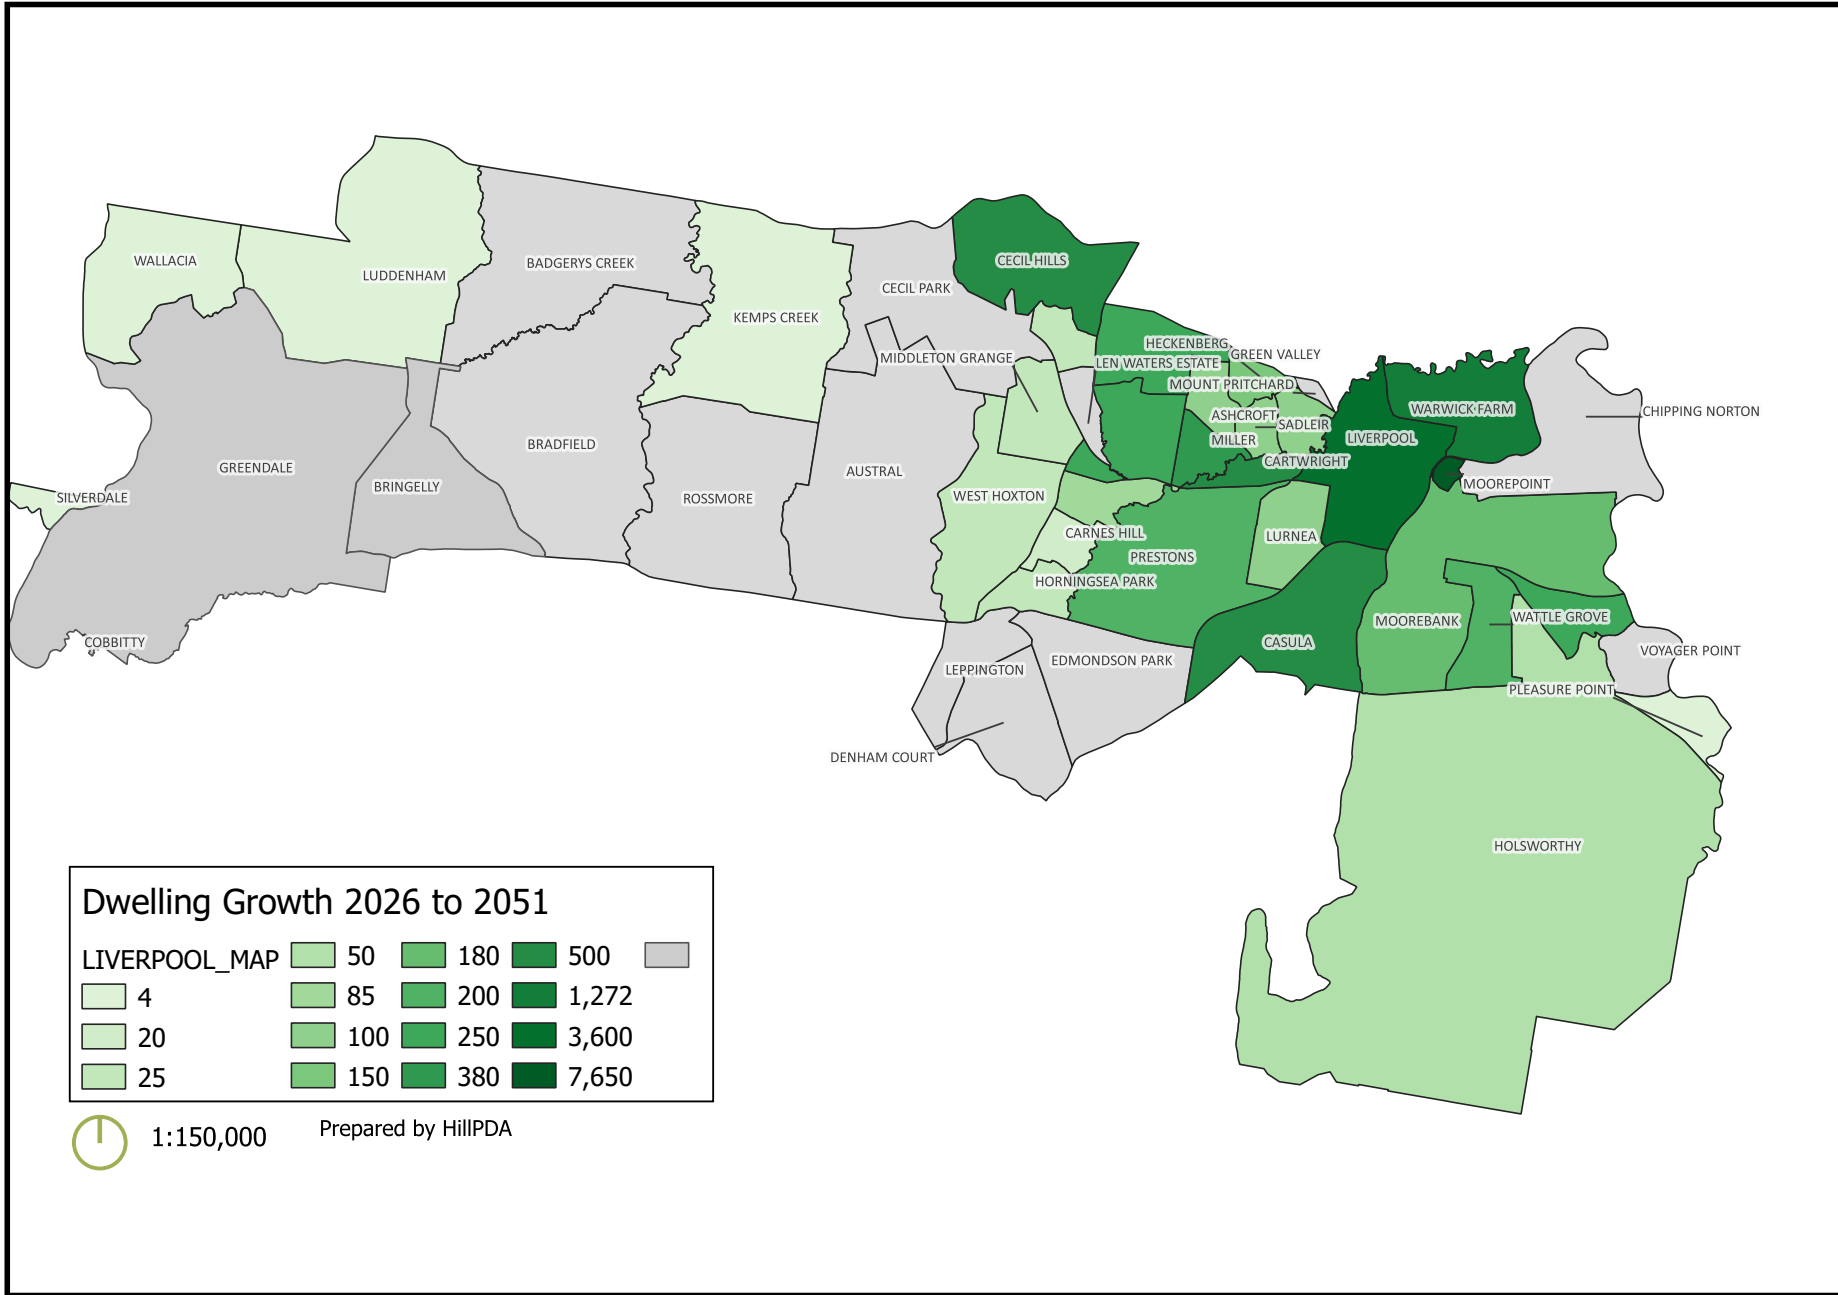 WALLACIA
LUDDENHAM
BADGERYS CREEK
KEMPS CREEK
CECIL PARK
CECIL HILLS
MIDDLETON GRANGE
HECKENBERG
GREEN VALLEY
LEN WATERS ESTATE
MOUNT PRITCHARD
ASHCROFT
SADLEIR
MILLER
CARTWRIGHT
LIVERPOOL
WARWICK FARM
CHIPPING NORTON
MOOREPOINT
GREENDALE
SILVERDALE
BRINGELLY
BRADFIELD
ROSSMORE
AUSTRAL
WEST HOXTON
CARNES HILL
PRESTONS
LURNEA
HORNINGSEA PARK
COBBITTY
LEPPINGTON
EDMONDSON PARK
CASULA
MOOREBANK
WATTLE GROVE
VOYAGER POINT
PLEASURE POINT
DENHAM COURT
HOLSWORTHY
Dwelling Growth 2026 to 2051
LIVERPOOL_MAP
4
20
25
50
85
100
150
180
200
250
380
500
1,272
3,600
7,650
1:150,000
Prepared by HillPDA